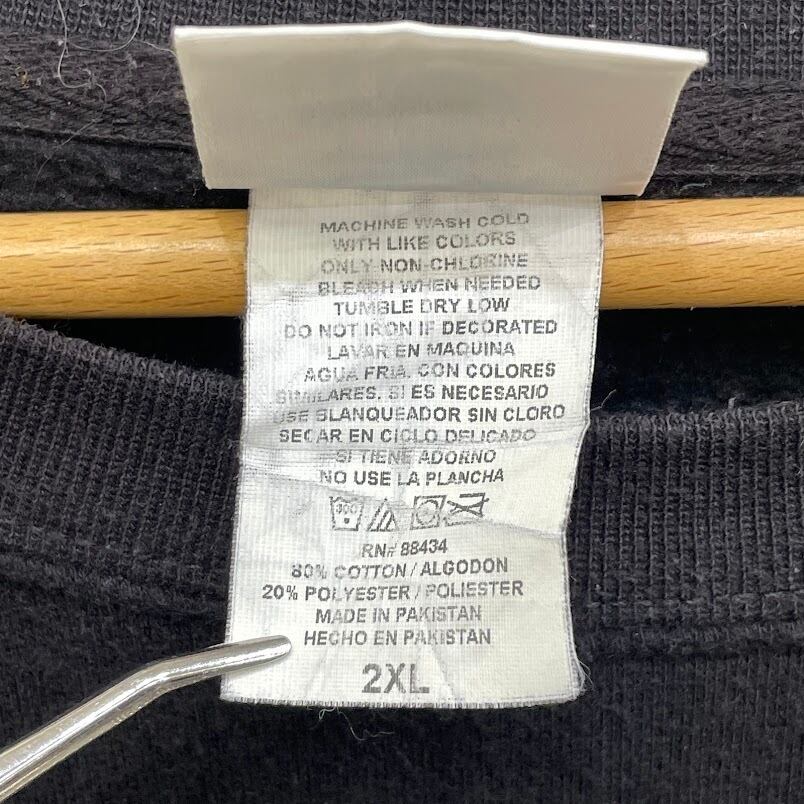 MACHINE WASH COLD
WITH LIKE COLORS
ONLY NON-CHLORINE
BLEACH WHEN NEEDED
TUMBLE DRY LOW
DO NOT IRON IF DECORATED
LAVAR EN MAQUINA
AGUA FRIA. CON COLORES
SIMILARES. SI ES NECESARIO
USE BLANQUEADOR SIN CLORO
SECAR EN CICLO DELICADO
SI TIENE ADORNO
NO USE LA PLANCHA
300
RN# 88434
80% COTTON / ALGODON
20% POLYESTER / POLIESTER
MADE IN PAKISTAN
HECHO EN PAKISTAN
2XL